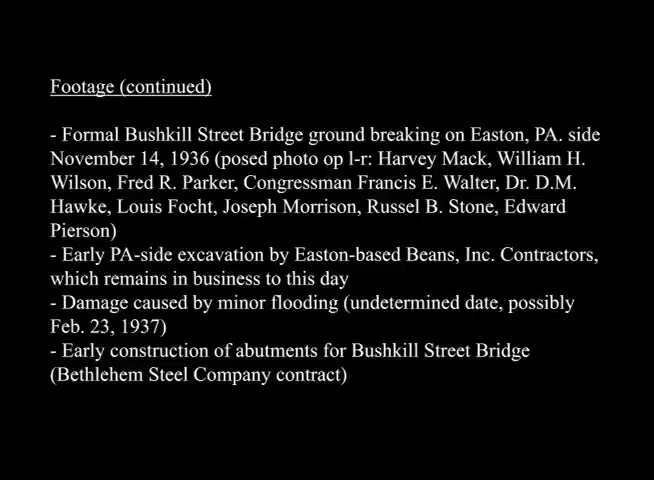 Footage (continued)
- Formal Bushkill Street Bridge ground breaking on Easton, PA. side
November 14, 1936 (posed photo op l-r: Harvey Mack, William H.
Wilson, Fred R. Parker, Congressman Francis E. Walter, Dr. D.M.
Hawke, Louis Focht, Joseph Morrison, Russel B. Stone, Edward
Pierson)
- Early PA-side excavation by Easton-based Beans, Inc. Contractors,
which remains in business to this day
- Damage caused by minor flooding (undetermined date, possibly
Feb. 23, 1937)
- Early construction of abutments for Bushkill Street Bridge
(Bethlehem Steel Company contract)